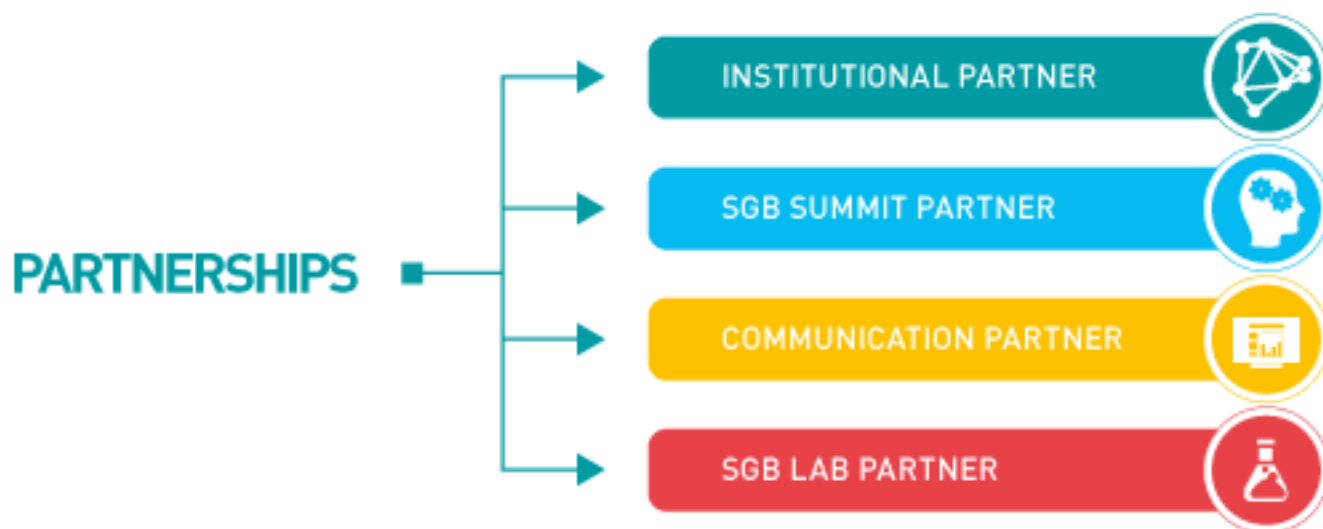 PARTNERSHIPS
INSTITUTIONAL PARTNER
SGB SUMMIT PARTNER
COMMUNICATION PARTNER
SGB LAB PARTNER